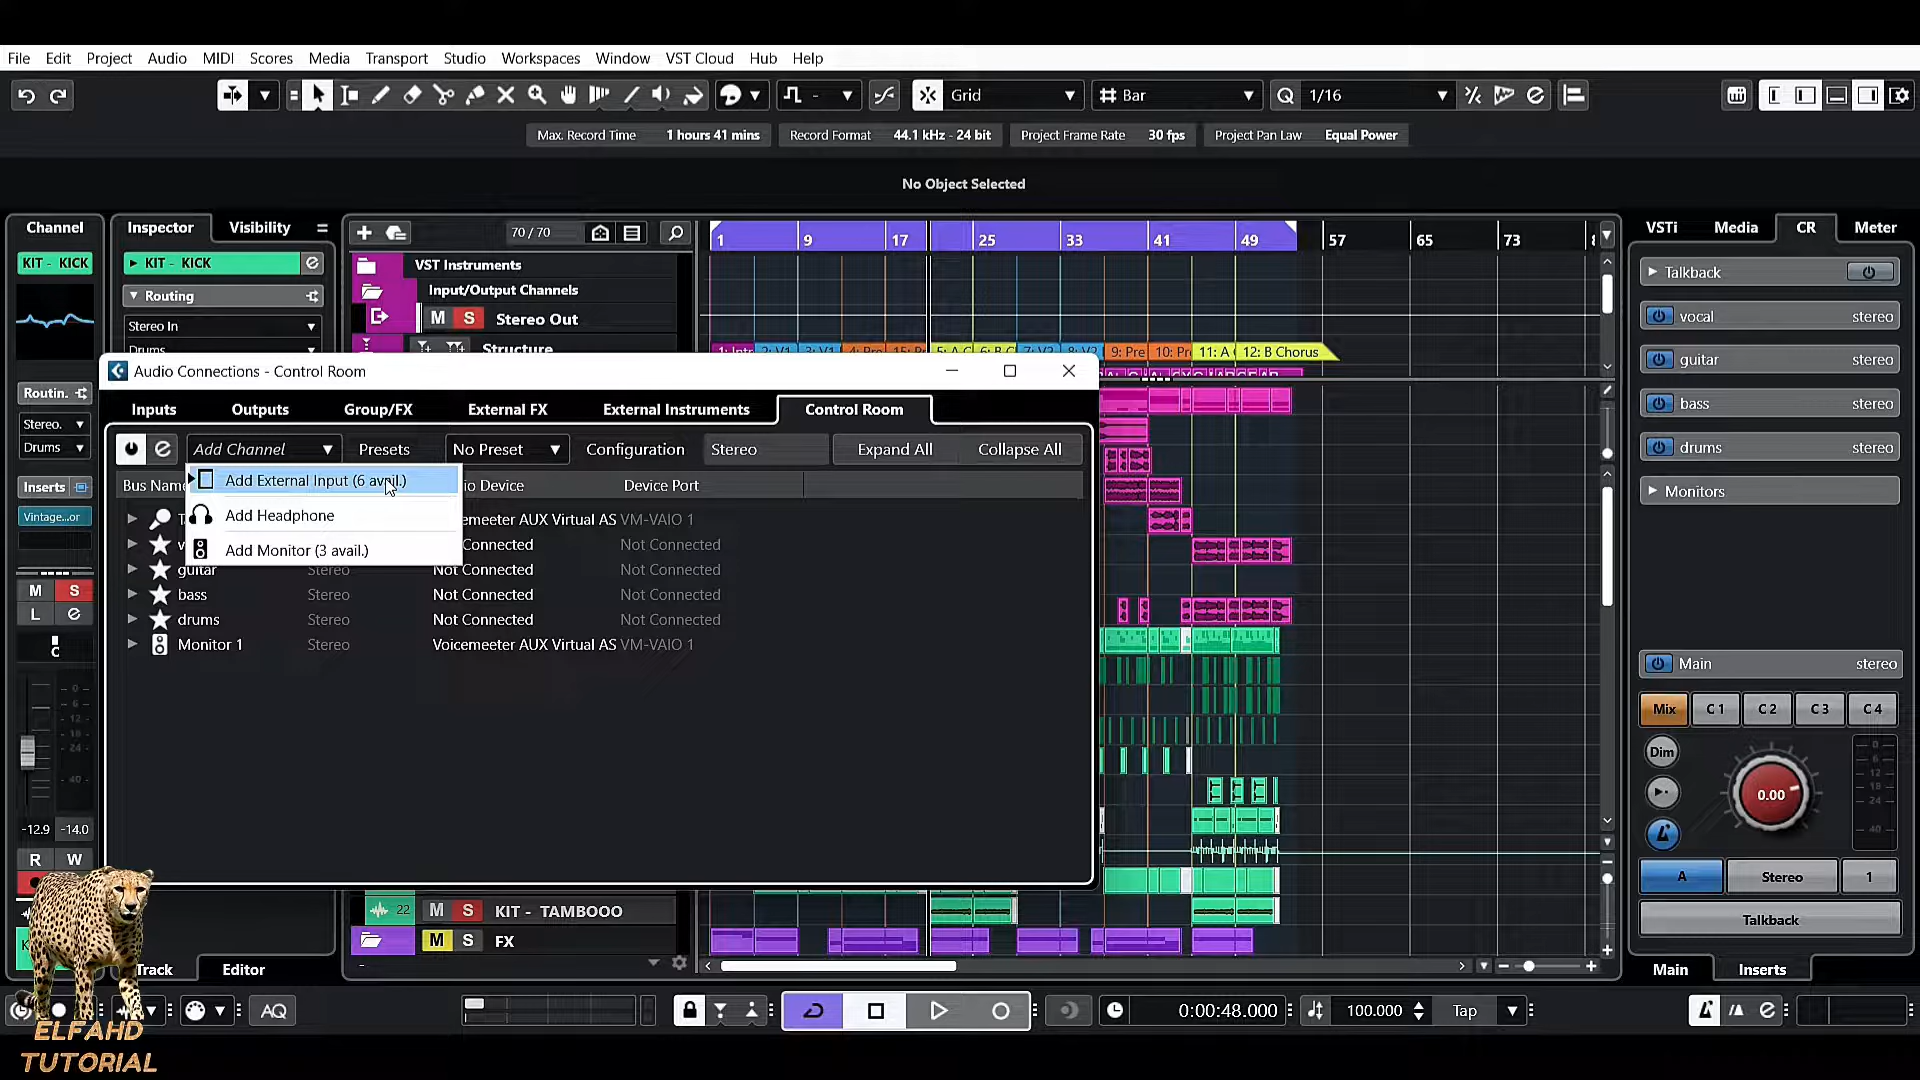 File Edit Project Audio MIDI Scores Media Transport Studio Workspaces Window VST Cloud Hub Help
Grid Bar Q 1/16
Max. Record Time 1 hours 41 mins Record Format 44.1 kHz - 24 bit Project Frame Rate 30 fps Project Pan Law Equal Power
No Object Selected
Channel Inspector Visibility 70 / 70 1 9 17 25 33 41 49 57 65 73 VSTi Media CR Meter
KIT - KICK KIT - KICK VST Instruments Talkback
Routing Input/Output Channels
Stereo In M S Stereo Out vocal stereo
Drums Structure
5: A C 6: B C 7: V2 8: V2 9: Pre 10: Pr 11: A 12: B Chorus guitar stereo
Audio Connections - Control Room
Routin. Inputs Outputs Group/FX External FX External Instruments Control Room bass stereo
Stereo.
Drums Add Channel Presets No Preset Configuration Stereo Expand All Collapse All drums stereo
Inserts Bus Name Add External Input (6 avail.) io Device Device Port Monitors
Vintage...or Add Headphone emeeter AUX Virtual AS VM-VAIO 1
Add Monitor (3 avail.) Connected Not Connected
guitar Stereo Not Connected Not Connected
M S bass Stereo Not Connected Not Connected
L drums Stereo Not Connected Not Connected
Monitor 1 Stereo Voicemeeter AUX Virtual AS VM-VAIO 1
C Main stereo
Mix C 1 C 2 C 3 C 4
Dim
0.00
-12.9 -14.0
R W A Stereo 1
22 M S KIT - TAMBOOO Talkback
M S FX
Track Editor Main Inserts
AQ 0:00:48.000 100.000 Tap
ELFAHD
TUTORIAL